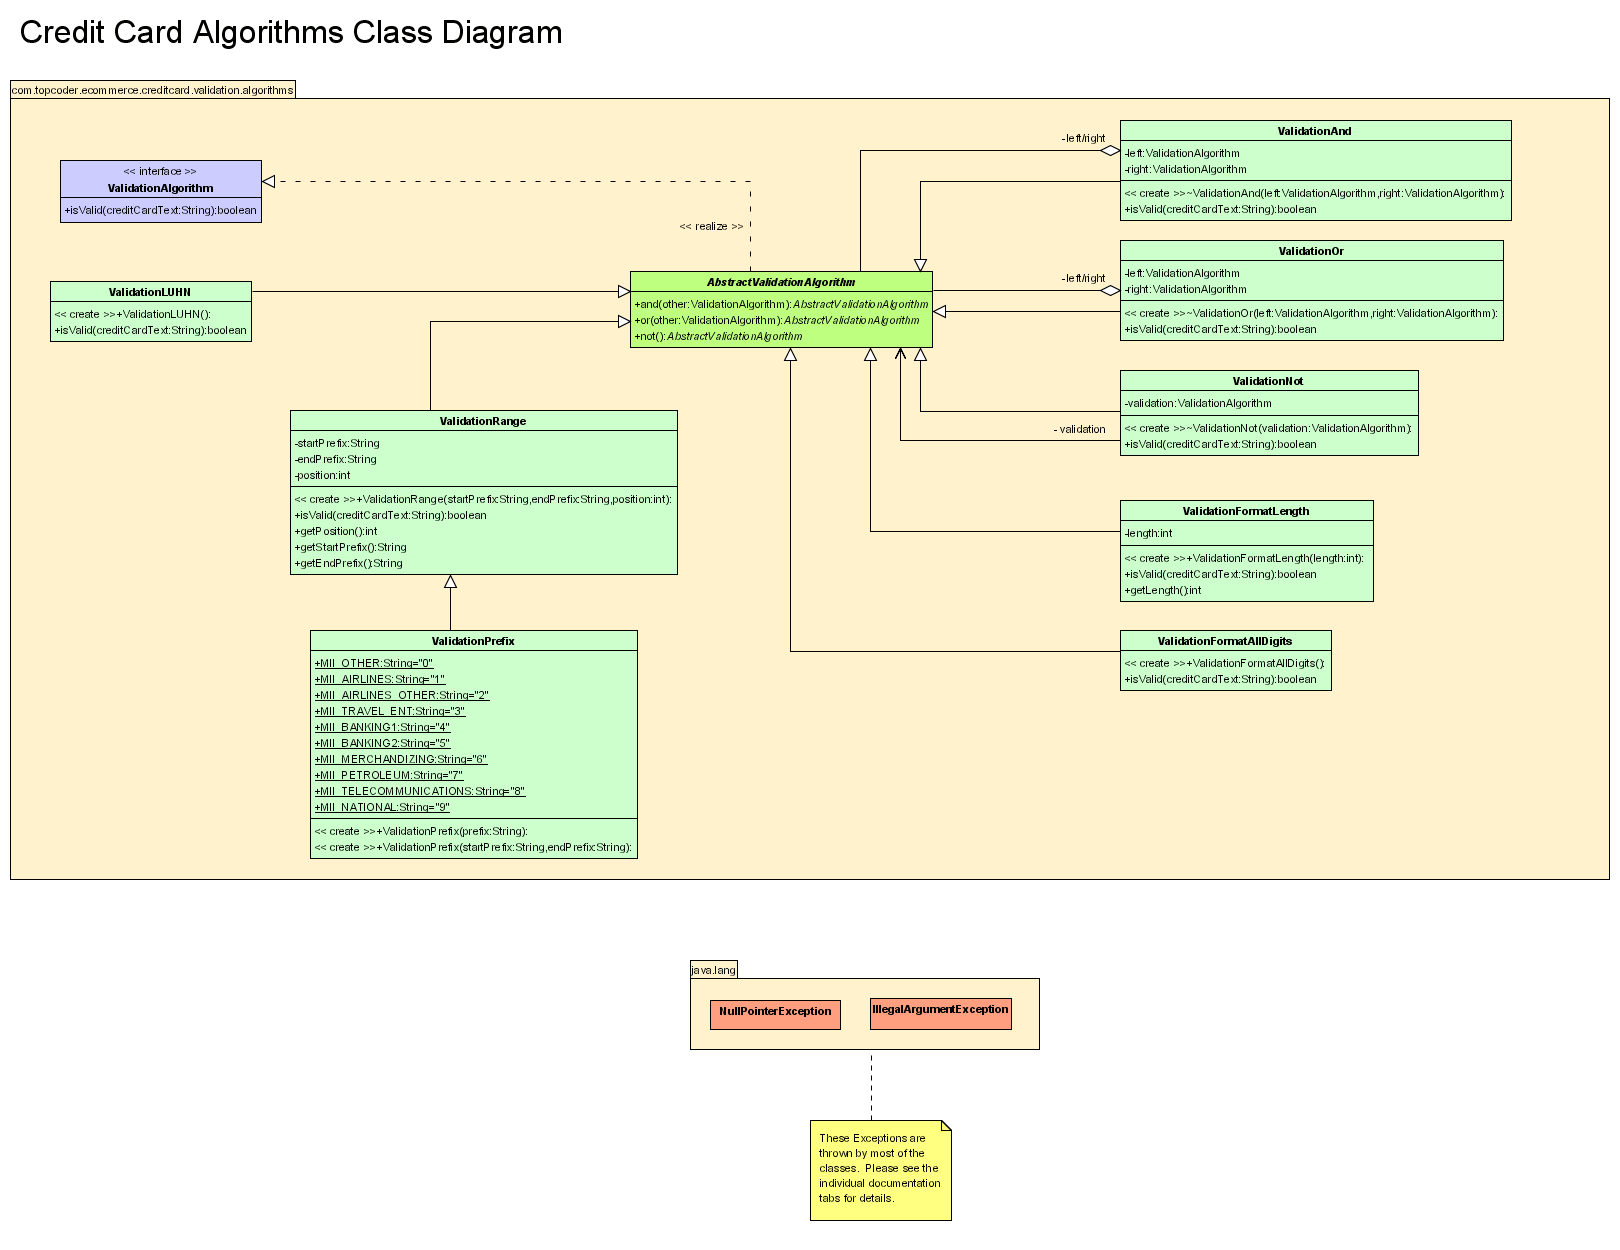 Credit Card Algorithms Class Diagram
com.topcoder.ecommerce.creditcard.validation.algorithms
<< interface >>
ValidationAlgorithm
+isValid(creditCardText:String):boolean
<< realize >>
-left/right
ValidationAnd
-left:ValidationAlgorithm
-right:ValidationAlgorithm
<< create >>~ValidationAnd(left:ValidationAlgorithm,right:ValidationAlgorithm):
+isValid(creditCardText:String):boolean
-left/right
ValidationOr
-left:ValidationAlgorithm
-right:ValidationAlgorithm
<< create >>~ValidationOr(left:ValidationAlgorithm,right:ValidationAlgorithm):
+isValid(creditCardText:String):boolean
ValidationLUHN
<< create >>+ValidationLUHN():
+isValid(creditCardText:String):boolean
AbstractValidationAlgorithm
+and(other:ValidationAlgorithm):AbstractValidationAlgorithm
+or(other:ValidationAlgorithm):AbstractValidationAlgorithm
+not():AbstractValidationAlgorithm
- validation
ValidationNot
-validation:ValidationAlgorithm
<< create >>~ValidationNot(validation:ValidationAlgorithm):
+isValid(creditCardText:String):boolean
ValidationRange
-startPrefix:String
-endPrefix:String
-position:int
<< create >>+ValidationRange(startPrefix:String,endPrefix:String,position:int):
+isValid(creditCardText:String):boolean
+getPosition():int
+getStartPrefix():String
+getEndPrefix():String
ValidationFormatLength
-length:int
<< create >>+ValidationFormatLength(length:int):
+isValid(creditCardText:String):boolean
+getLength():int
ValidationPrefix
+MII_OTHER:String="0"
+MII_AIRLINES:String="1"
+MII_AIRLINES_OTHER:String="2"
+MII_TRAVEL_ENT:String="3"
+MII_BANKING1:String="4"
+MII_BANKING2:String="5"
+MII_MERCHANDIZING:String="6"
+MII_PETROLEUM:String="7"
+MII_TELECOMMUNICATIONS:String="8"
+MII_NATIONAL:String="9"
<< create >>+ValidationPrefix(prefix:String):
<< create >>+ValidationPrefix(startPrefix:String,endPrefix:String):
ValidationFormatAllDigits
<< create >>+ValidationFormatAllDigits():
+isValid(creditCardText:String):boolean
java.lang
NullPointerException
IllegalArgumentException
These Exceptions are
thrown by most of the
classes.  Please see the
individual documentation
tabs for details.